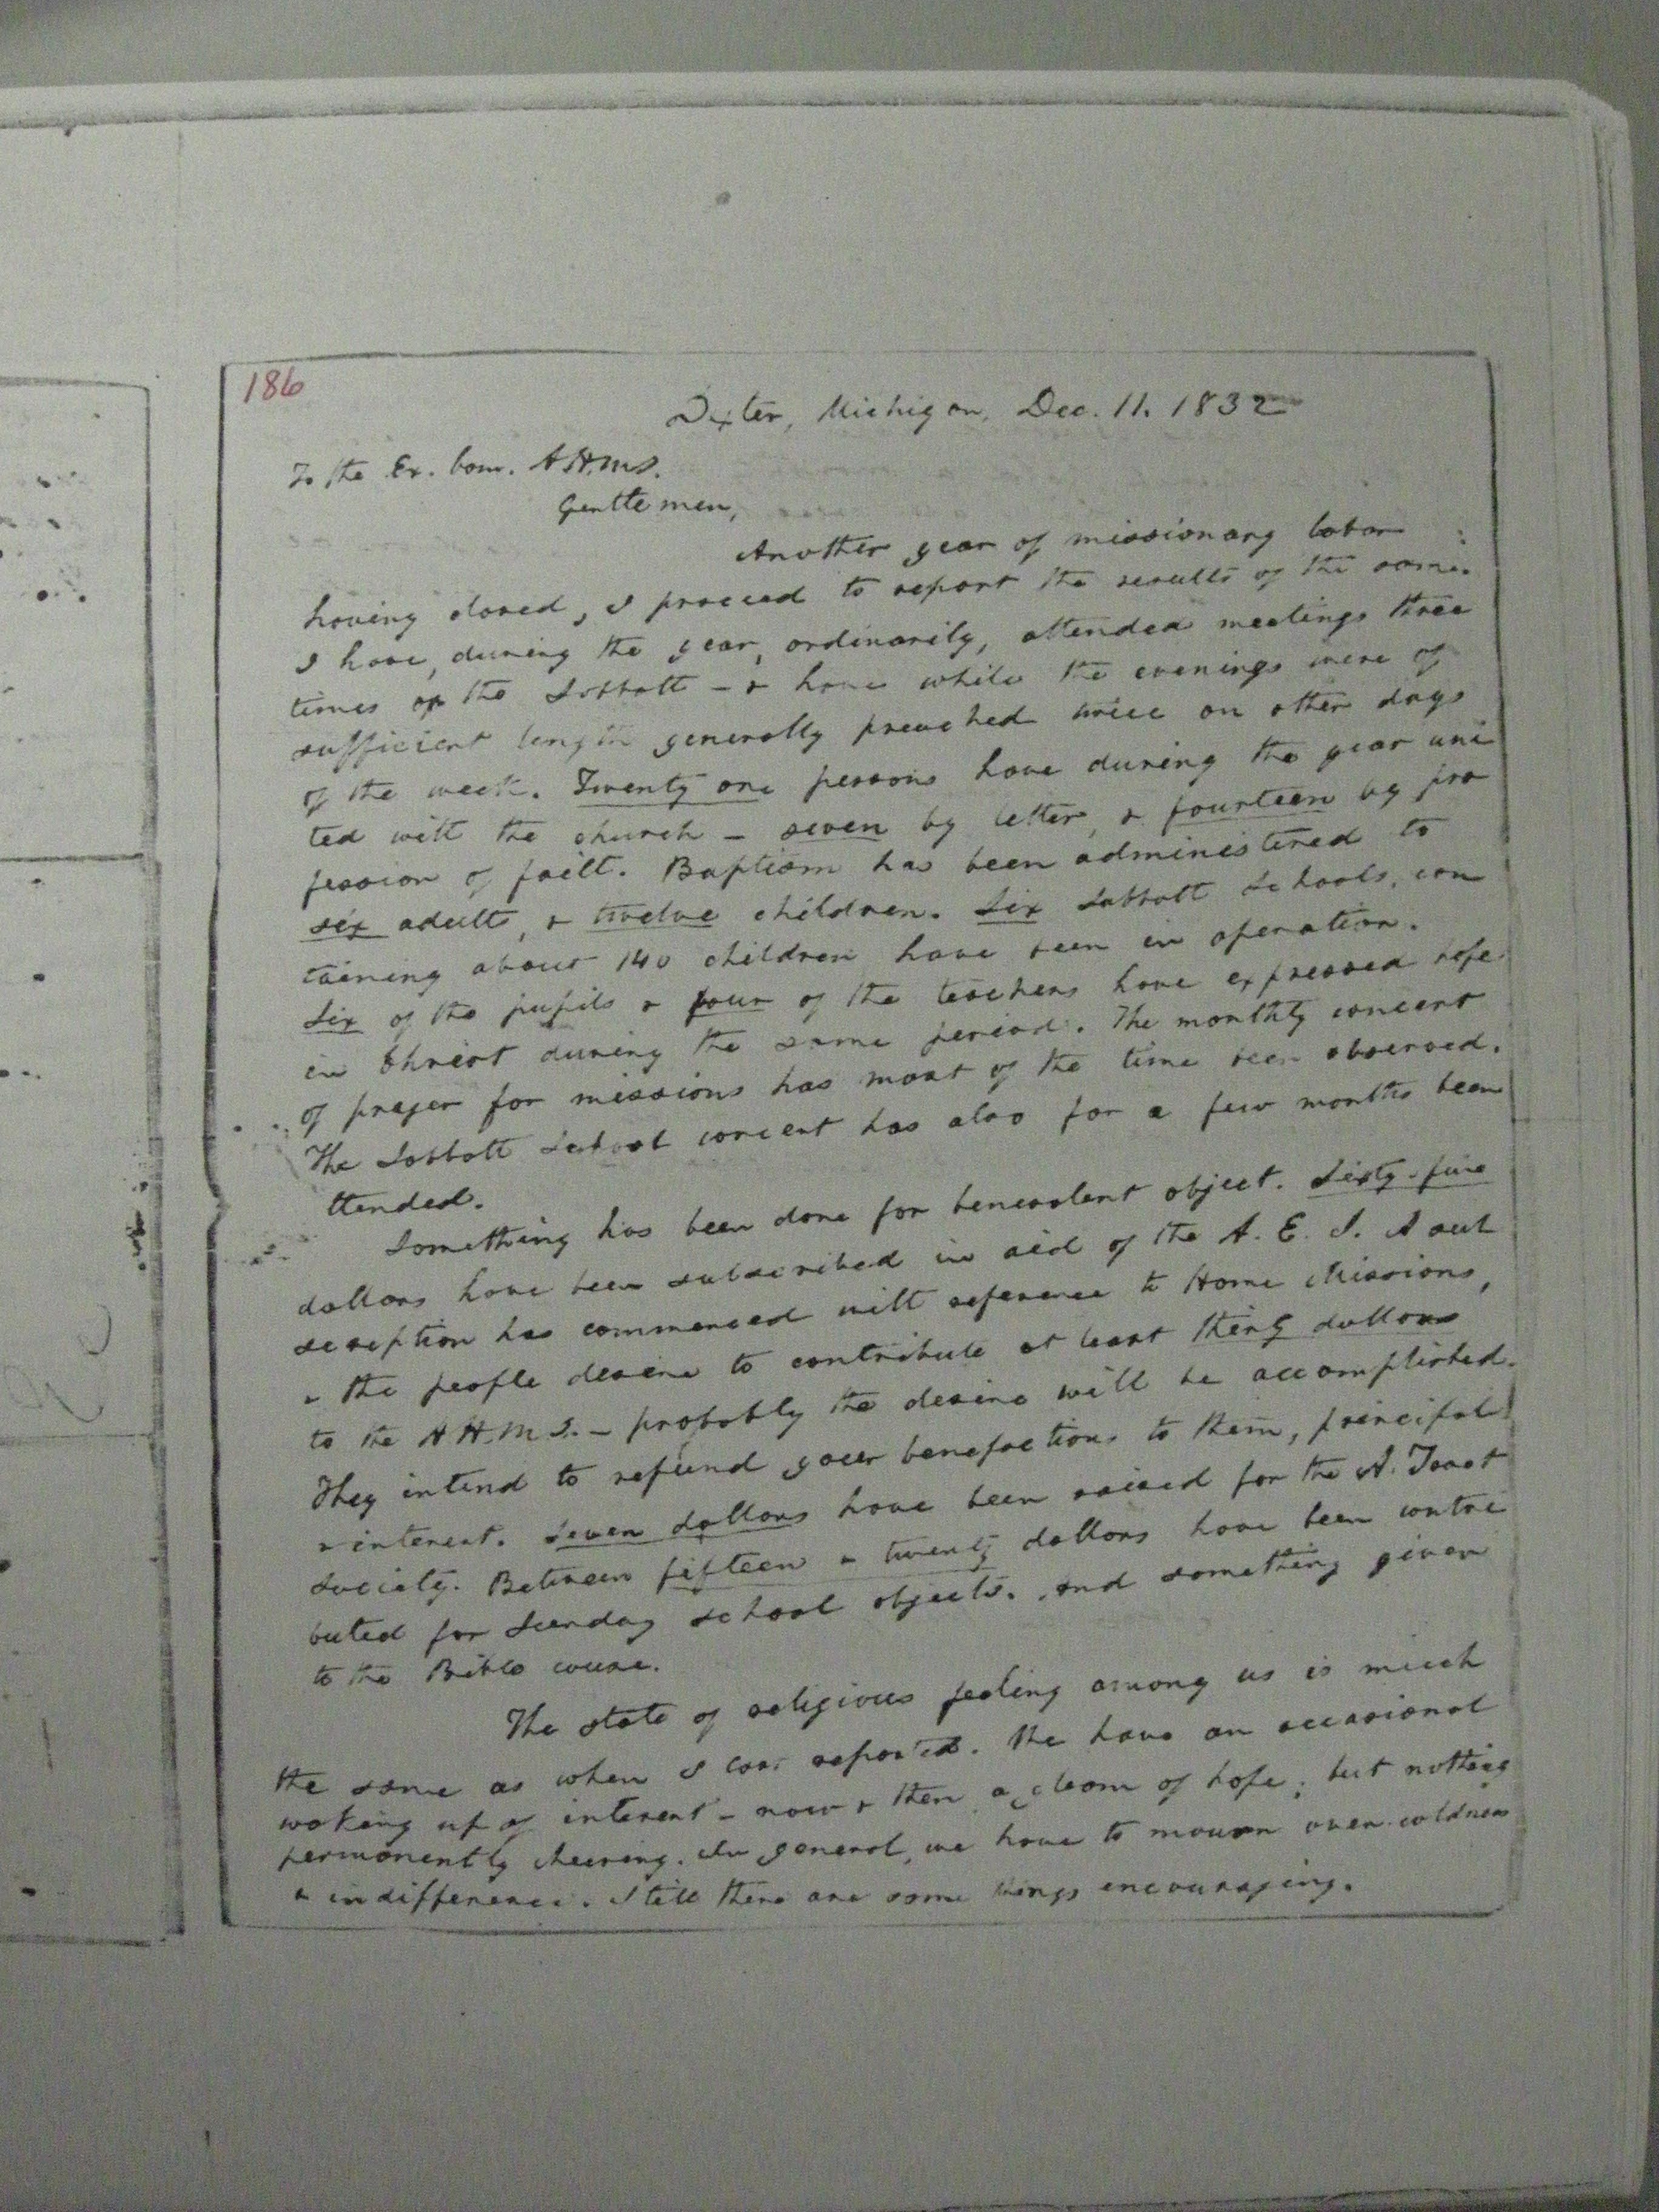 186
Dexter, Michigan, Dec. 11. 1832
To the Ex. Com. A.H.M.S.
Gentlemen,
Another year of missionary labor
having closed, I proceed to report the results of the same.
I have, during the year, ordinarily, attended meetings three
times on the Sabbath - & have while the evenings were of
sufficient length generally preached twice on other days
of the week. Twenty one persons have during the year uni
ted with the church - seven by letter, & fourteen by pro
fession of faith. Baptism has been administered to
six adults, & twelve children. Six Sabbath Schools, con
taining about 140 children have been in operation.
Six of the pupils & four of the teachers have expressed hope
in Christ during the same period. The monthly concert
of prayer for missions has most of the time been observed.
The Sabbath School concert has also for a few months been
ttended.
Something has been done for benevolent object. Sixty-five
dollars have been subscribed in aid of the A. E. S. A sub
scription has commenced with reference to Home Missions,
& the people desire to contribute at least thirty dollars
to the A.H.M.S. - probably the desire will be accomplished.
They intend to refund your benefactions to them, principal
& interest. Seven dollars have been raised for the A. Tract
Society. Between fifteen & twenty dollars have been contri
buted for Sunday school objects. And something given
to the Bible cause.
The state of religious feeling among us is much
the same as when I last reported. We have an occasional
waking up of interest - now & then a gleam of hope; but nothing
permanently cheering. In general, we have to mourn over coldness
& indifference. Still there are some things encouraging.